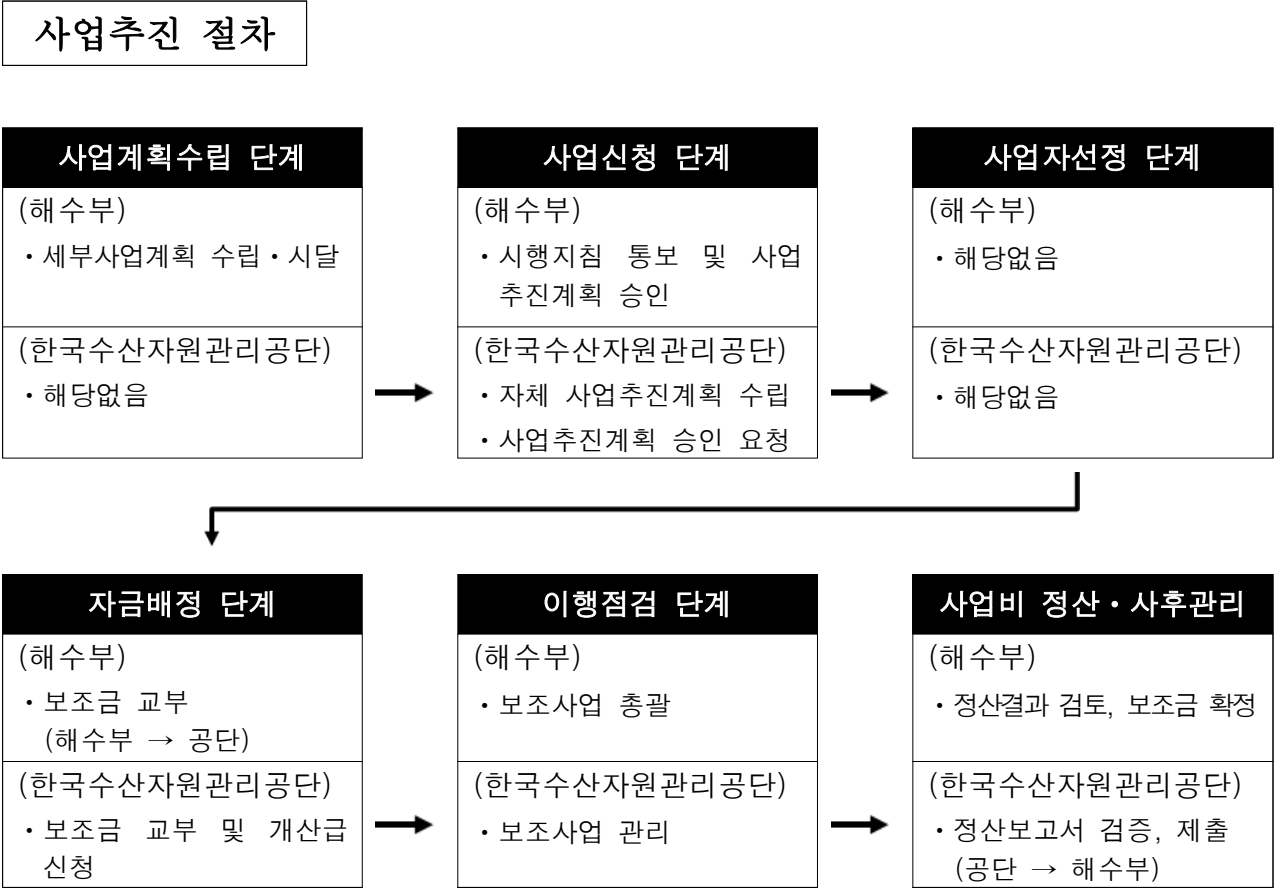 사업추진 절차
사업계획수립 단계
(해수부)
・세부사업계획 수립・시달
(한국수산자원관리공단)
・해당없음
사업신청 단계
(해수부)
・시행지침 통보 및 사업
추진계획 승인
(한국수산자원관리공단)
・자체 사업추진계획 수립
・사업추진계획 승인 요청
사업자선정 단계
(해수부)
・해당없음
(한국수산자원관리공단)
・해당없음
자금배정 단계
(해수부)
・보조금 교부
(해수부 → 공단)
(한국수산자원관리공단)
・보조금 교부 및 개산급
신청
이행점검 단계
(해수부)
・보조사업 총괄
(한국수산자원관리공단)
・보조사업 관리
사업비 정산・사후관리
(해수부)
・정산결과 검토, 보조금 확정
(한국수산자원관리공단)
・정산보고서 검증, 제출
(공단 → 해수부)